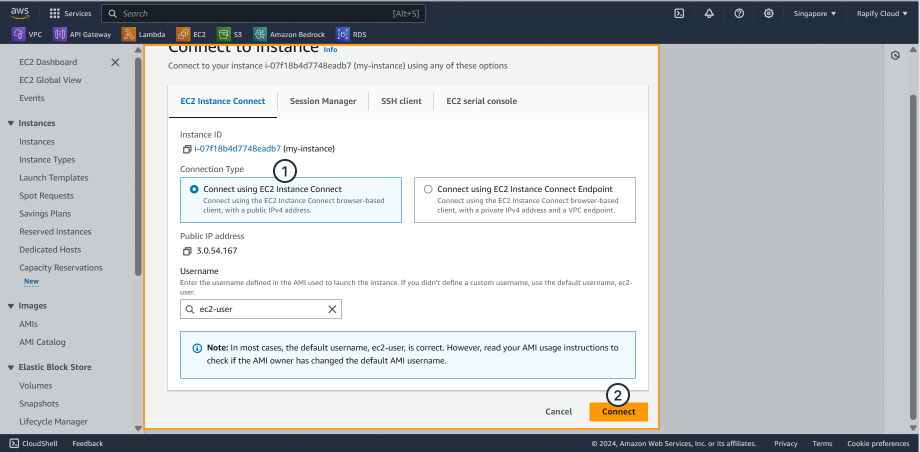 aws
Services
Search
[Alt+S]
Singapore
Rapify Cloud
VPC
API Gateway
Lambda
EC2
S3
Amazon Bedrock
RDS
EC2 Dashboard
EC2 Global View
Events
Instances
Instances
Instance Types
Launch Templates
Spot Requests
Savings Plans
Reserved Instances
Dedicated Hosts
Capacity Reservations
New
Images
AMIs
AMI Catalog
Elastic Block Store
Volumes
Snapshots
Lifecycle Manager
Connect to instance Info
Connect to your instance i-07f18b4d7748eadb7 (my-instance) using any of these options
EC2 Instance Connect
Session Manager
SSH client
EC2 serial console
Instance ID
i-07f18b4d7748eadb7 (my-instance)
Connection Type
1
Connect using EC2 Instance Connect
Connect using the EC2 Instance Connect browser-based
client, with a public IPv4 address.
Connect using EC2 Instance Connect Endpoint
Connect using the EC2 Instance Connect browser-based
client, with a private IPv4 address and a VPC endpoint.
Public IP address
3.0.54.167
Username
Enter the username defined in the AMI used to launch the instance. If you didn't define a custom username, use the default username, ec2-
user.
ec2-user
Note: In most cases, the default username, ec2-user, is correct. However, read your AMI usage instructions to
check if the AMI owner has changed the default AMI username.
2
Cancel
Connect
CloudShell
Feedback
© 2024, Amazon Web Services, Inc. or its affiliates.
Privacy
Terms
Cookie preferences